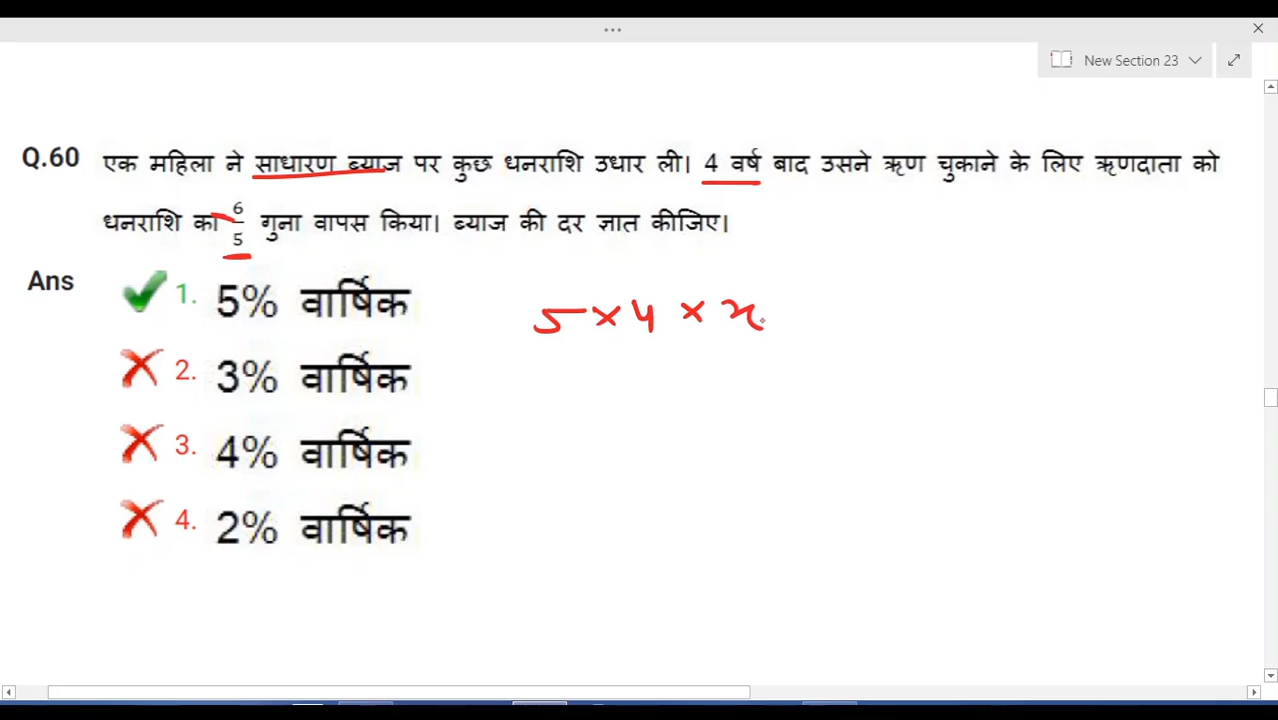 ...
New Section 23
Q.60 एक महिला ने साधारण ब्याज पर कुछ धनराशि उधार ली। 4 वर्ष बाद उसने ऋण चुकाने के लिए ऋणदाता को
धनराशि का 6/5 गुना वापस किया। ब्याज की दर ज्ञात कीजिए।
Ans 1. 5% वार्षिक
5 × 4 × x
2. 3% वार्षिक
3. 4% वार्षिक
4. 2% वार्षिक